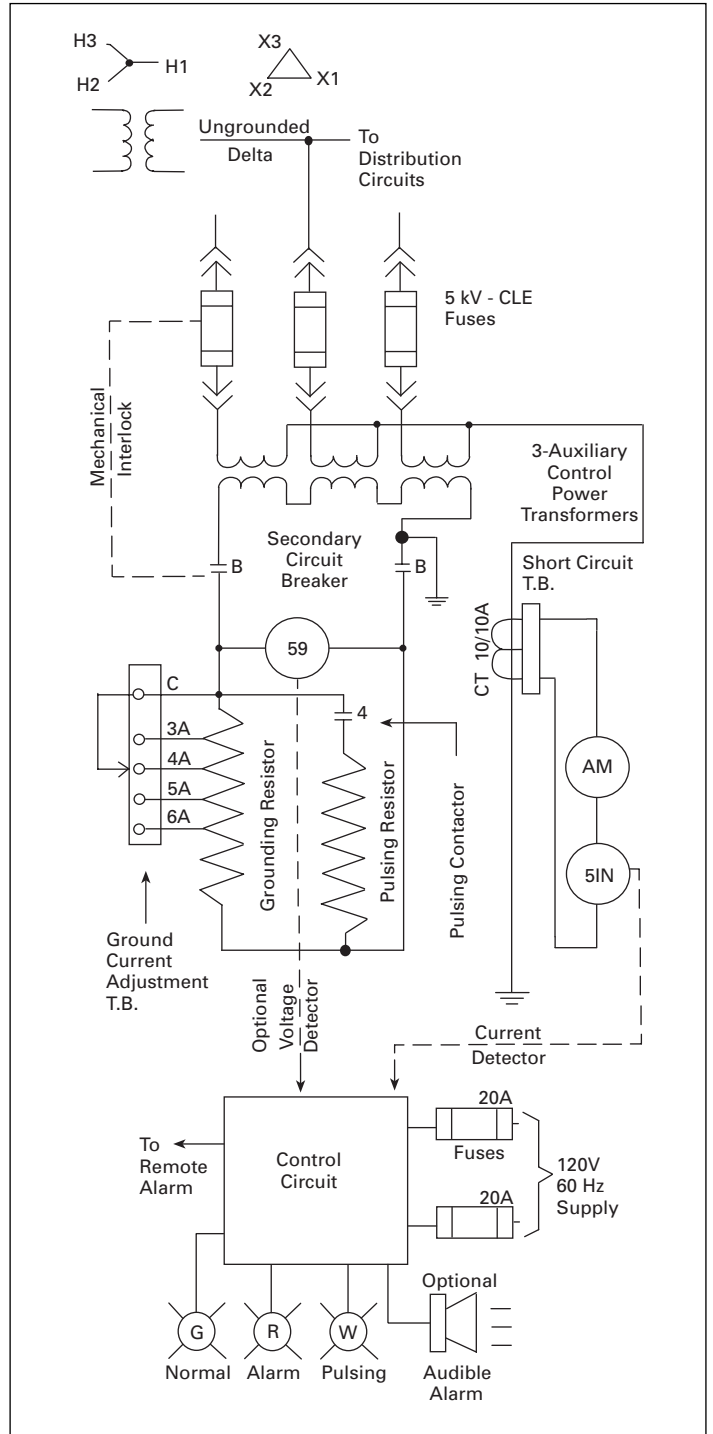 H3
H1
H2
X3
X2
X1
Ungrounded
Delta
To
Distribution
Circuits
5 kV - CLE
Fuses
Mechanical
Interlock
3-Auxiliary
Control
Power
Transformers
Secondary
Circuit
Breaker
B
B
Short Circuit
T.B.
CT 10/10A
59
C
3A
4A
5A
6A
4
Grounding Resistor
Pulsing Resistor
Pulsing Contactor
AM
5IN
Ground
Current
Adjustment
T.B.
Optional
Voltage
Detector
Current
Detector
To
Remote
Alarm
Control
Circuit
20A
Fuses
20A
120V
60 Hz
Supply
G
Normal
R
Alarm
W
Pulsing
Optional
Audible
Alarm